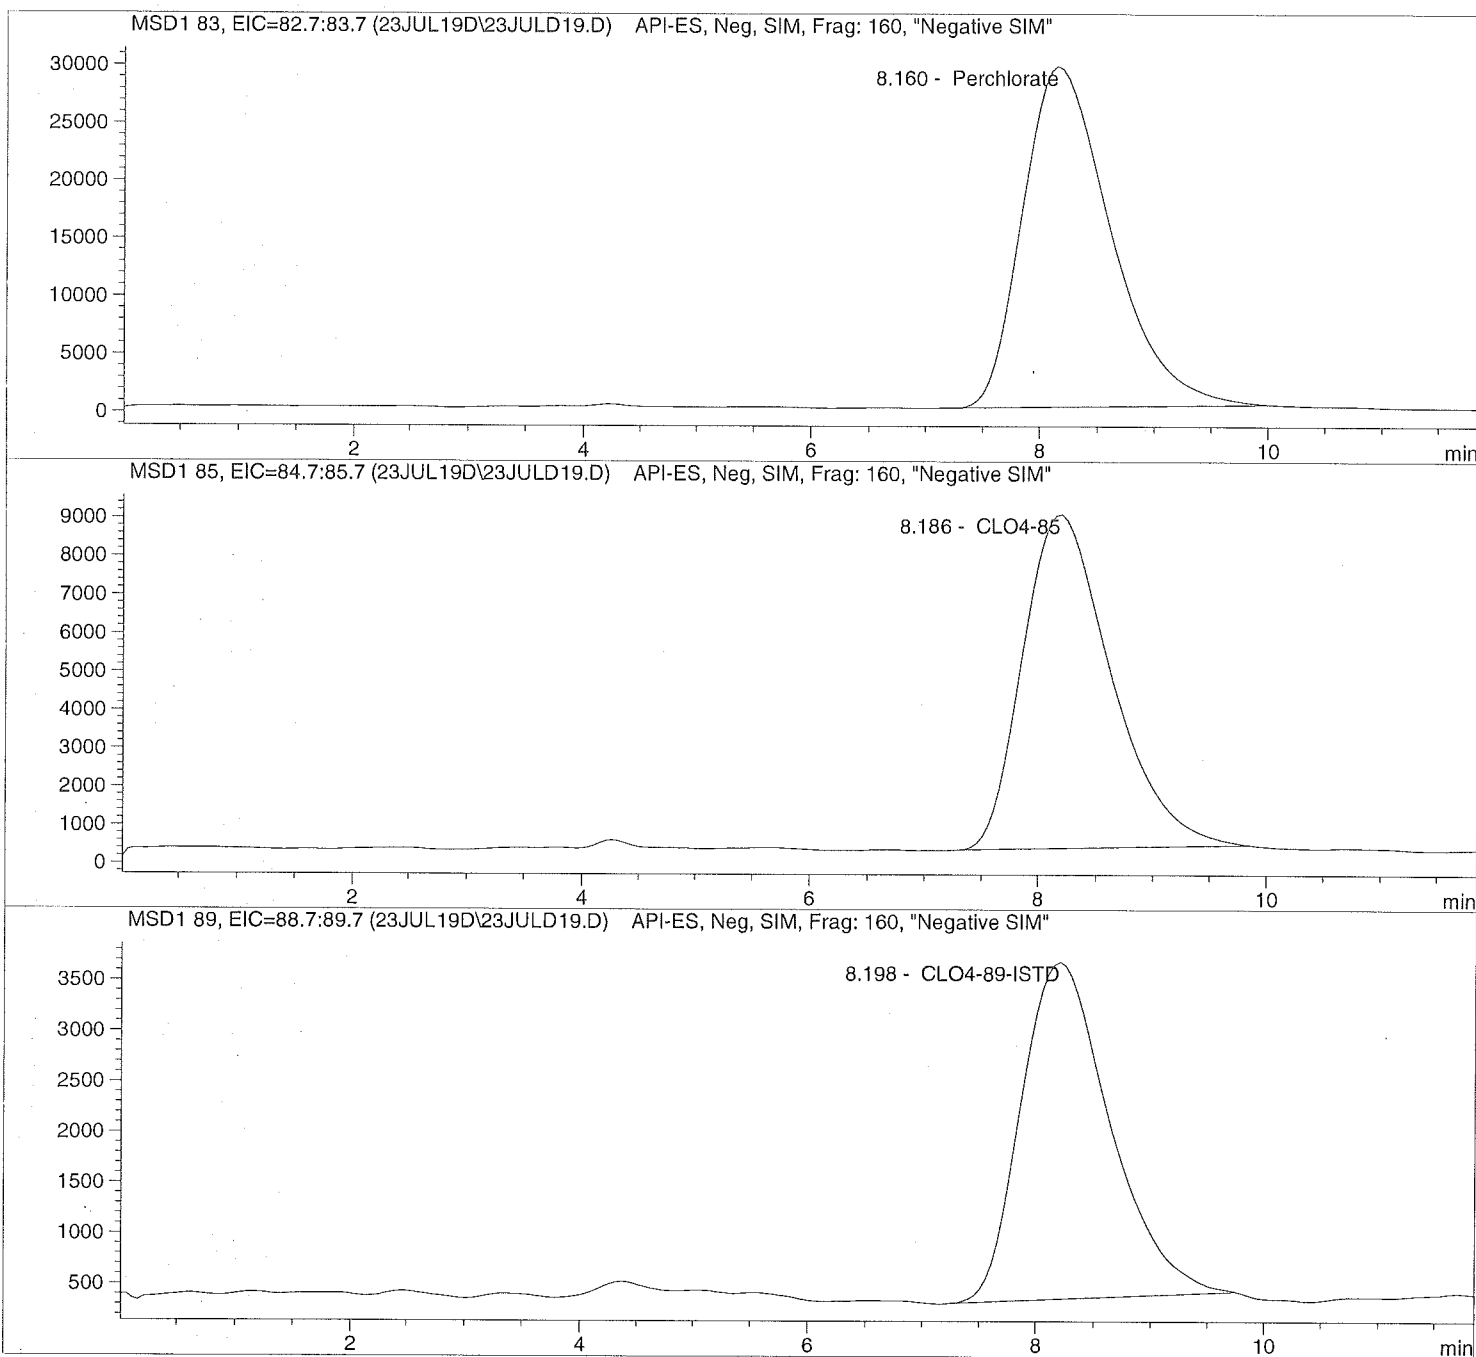 MSD1 83, EIC=82.7:83.7 (23JUL19D\23JULD19.D) API-ES, Neg, SIM, Frag: 160, "Negative SIM"
30000
8.160 - Perchlorate
25000
20000
15000
10000
5000
0
2 4 6 8 10 min
MSD1 85, EIC=84.7:85.7 (23JUL19D\23JULD19.D) API-ES, Neg, SIM, Frag: 160, "Negative SIM"
9000
8.186 - CLO4-85
8000
7000
6000
5000
4000
3000
2000
1000
0
2 4 6 8 10 min
MSD1 89, EIC=88.7:89.7 (23JUL19D\23JULD19.D) API-ES, Neg, SIM, Frag: 160, "Negative SIM"
3500
8.198 - CLO4-89-ISTD
3000
2500
2000
1500
1000
500
2 4 6 8 10 min